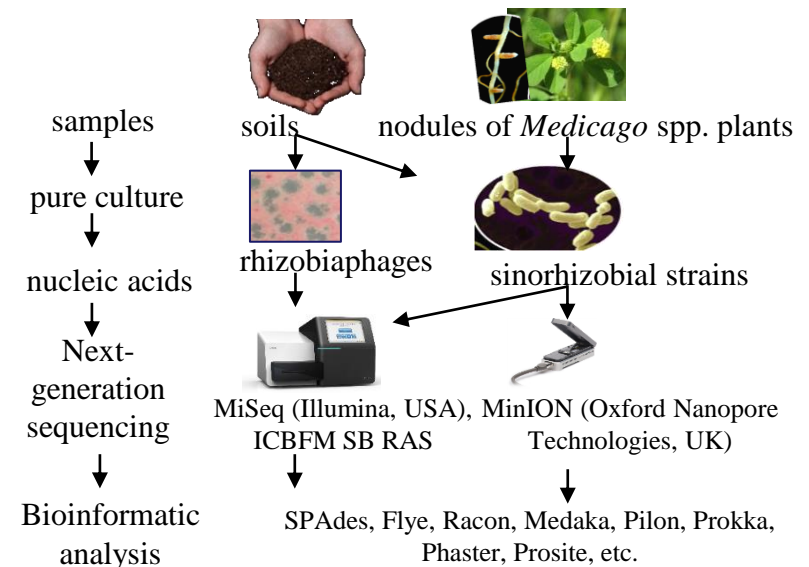 samples
soils
nodules of Medicago spp. plants
pure culture
rhizobiaphages
sinorhizobial strains
nucleic acids
Next-
generation
sequencing
MiSeq (Illumina, USA),
ICBFM SB RAS
MinION (Oxford Nanopore
Technologies, UK)
Bioinformatic
analysis
SPAdes, Flye, Racon, Medaka, Pilon, Prokka,
Phaster, Prosite, etc.